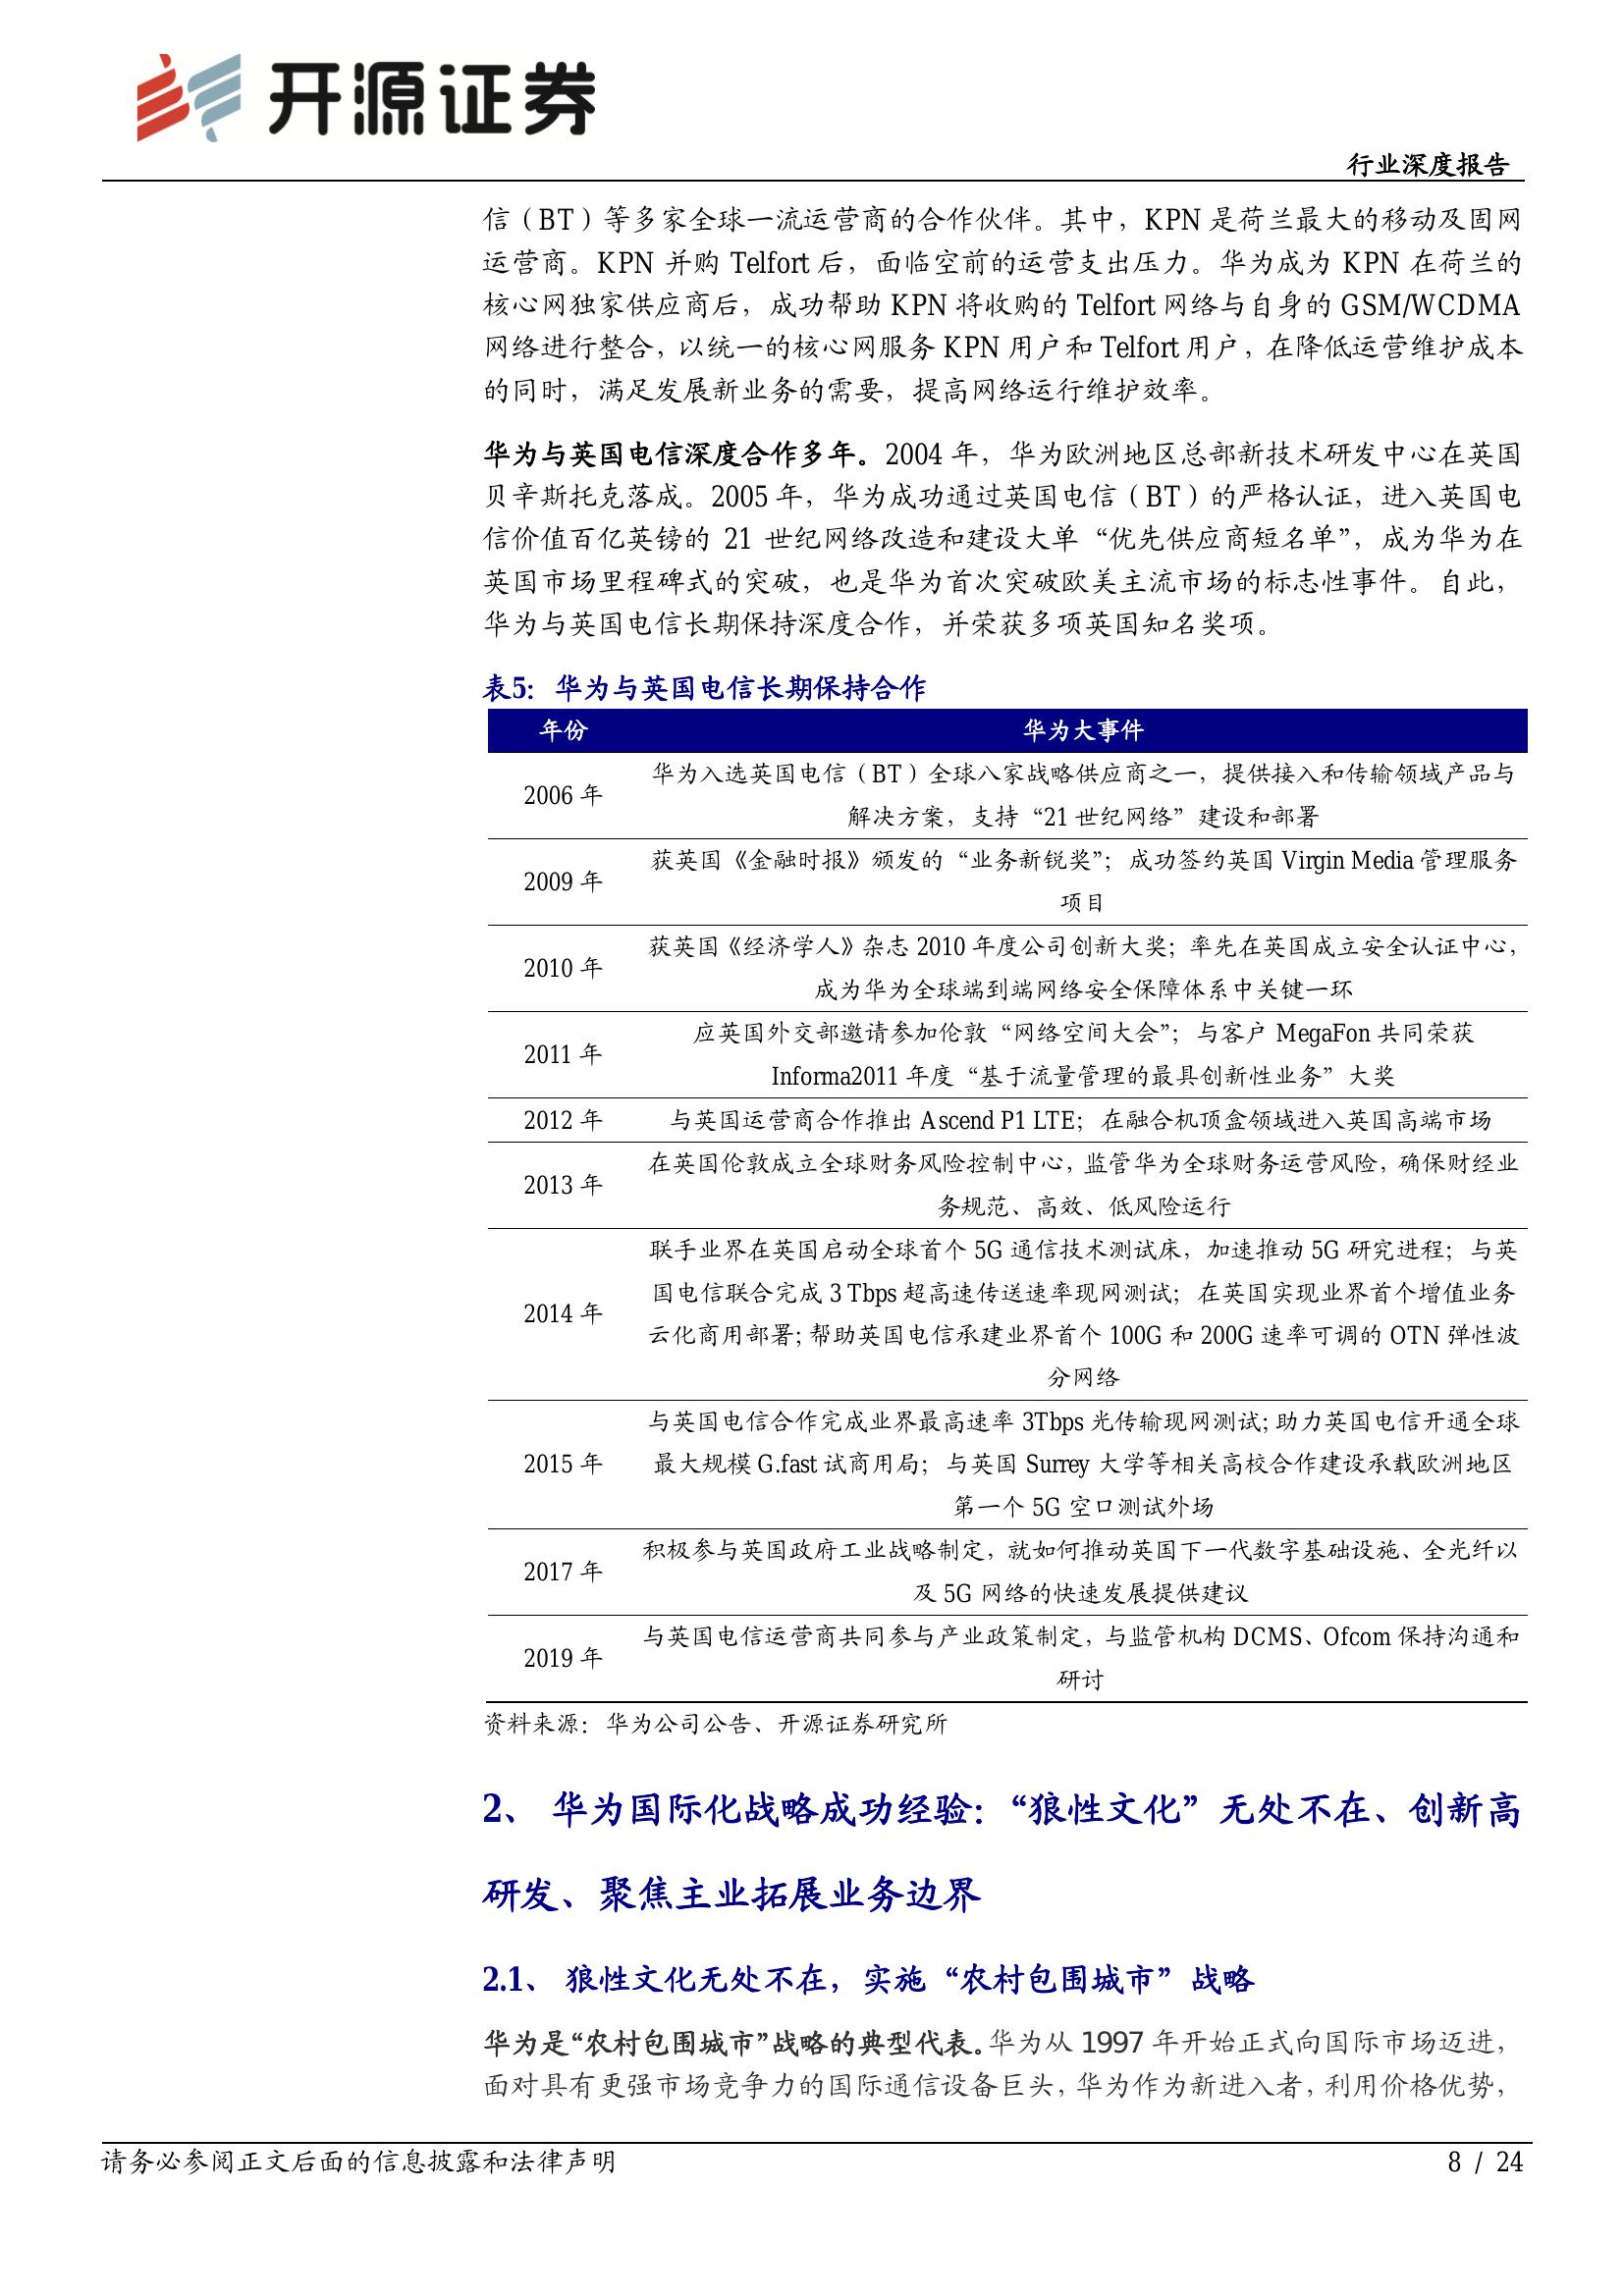 开源证券
行业深度报告
信（BT）等多家全球一流运营商的合作伙伴。其中，KPN 是荷兰最大的移动及固网
运营商。KPN 并购 Telfort 后，面临空前的运营支出压力。华为成为 KPN 在荷兰的
核心网独家供应商后，成功帮助 KPN 将收购的 Telfort 网络与自身的 GSM/WCDMA
网络进行整合，以统一的核心网服务 KPN 用户和 Telfort 用户，在降低运营维护成本
的同时，满足发展新业务的需要，提高网络运行维护效率。
华为与英国电信深度合作多年。2004 年，华为欧洲地区总部新技术研发中心在英国
贝辛斯托克落成。2005 年，华为成功通过英国电信（BT）的严格认证，进入英国电
信价值百亿英镑的 21 世纪网络改造和建设大单“优先供应商短名单”，成为华为在
英国市场里程碑式的突破，也是华为首次突破欧美主流市场的标志性事件。自此，
华为与英国电信长期保持深度合作，并荣获多项英国知名奖项。
表5：华为与英国电信长期保持合作
年份 华为大事件
2006 年 华为入选英国电信（BT）全球八家战略供应商之一，提供接入和传输领域产品与
解决方案，支持“21 世纪网络”建设和部署
2009 年 获英国《金融时报》颁发的“业务新锐奖”；成功签约英国 Virgin Media 管理服务
项目
2010 年 获英国《经济学人》杂志 2010 年度公司创新大奖；率先在英国成立安全认证中心，
成为华为全球端到端网络安全保障体系中关键一环
2011 年 应英国外交部邀请参加伦敦“网络空间大会”；与客户 MegaFon 共同荣获
Informa2011 年度“基于流量管理的最具创新性业务”大奖
2012 年 与英国运营商合作推出 Ascend P1 LTE；在融合机顶盒领域进入英国高端市场
2013 年 在英国伦敦成立全球财务风险控制中心，监管华为全球财务运营风险，确保财经业
务规范、高效、低风险运行
2014 年 联手业界在英国启动全球首个 5G 通信技术测试床，加速推动 5G 研究进程；与英
国电信联合完成 3 Tbps 超高速传送速率现网测试；在英国实现业界首个增值业务
云化商用部署；帮助英国电信承建业界首个 100G 和 200G 速率可调的 OTN 弹性波
分网络
2015 年 与英国电信合作完成业界最高速率 3Tbps 光传输现网测试；助力英国电信开通全球
最大规模 G.fast 试商用局；与英国 Surrey 大学等相关高校合作建设承载欧洲地区
第一个 5G 空口测试外场
2017 年 积极参与英国政府工业战略制定，就如何推动英国下一代数字基础设施、全光纤以
及 5G 网络的快速发展提供建议
2019 年 与英国电信运营商共同参与产业政策制定，与监管机构 DCMS、Ofcom 保持沟通和
研讨
资料来源：华为公司公告、开源证券研究所
2、 华为国际化战略成功经验：“狼性文化”无处不在、创新高
研发、聚焦主业拓展业务边界
2.1、 狼性文化无处不在，实施“农村包围城市”战略
华为是“农村包围城市”战略的典型代表。华为从 1997 年开始正式向国际市场迈进，
面对具有更强市场竞争力的国际通信设备巨头，华为作为新进入者，利用价格优势，
请务必参阅正文后面的信息披露和法律声明 8 / 24